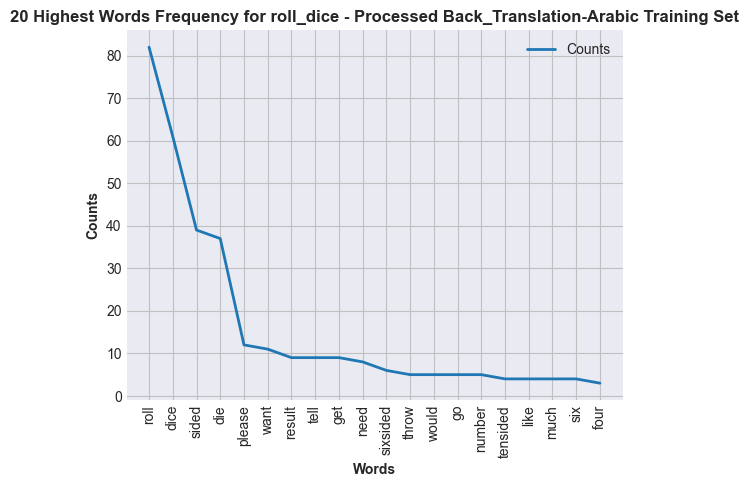 20 Highest Words Frequency for roll_dice - Processed Back_Translation-Arabic Training Set
Counts
80
70
60
50
40
30
20
10
0
Counts
roll
dice
sided
die
please
want
result
tell
get
need
sixsided
throw
would
go
number
tensided
like
much
six
four
Words